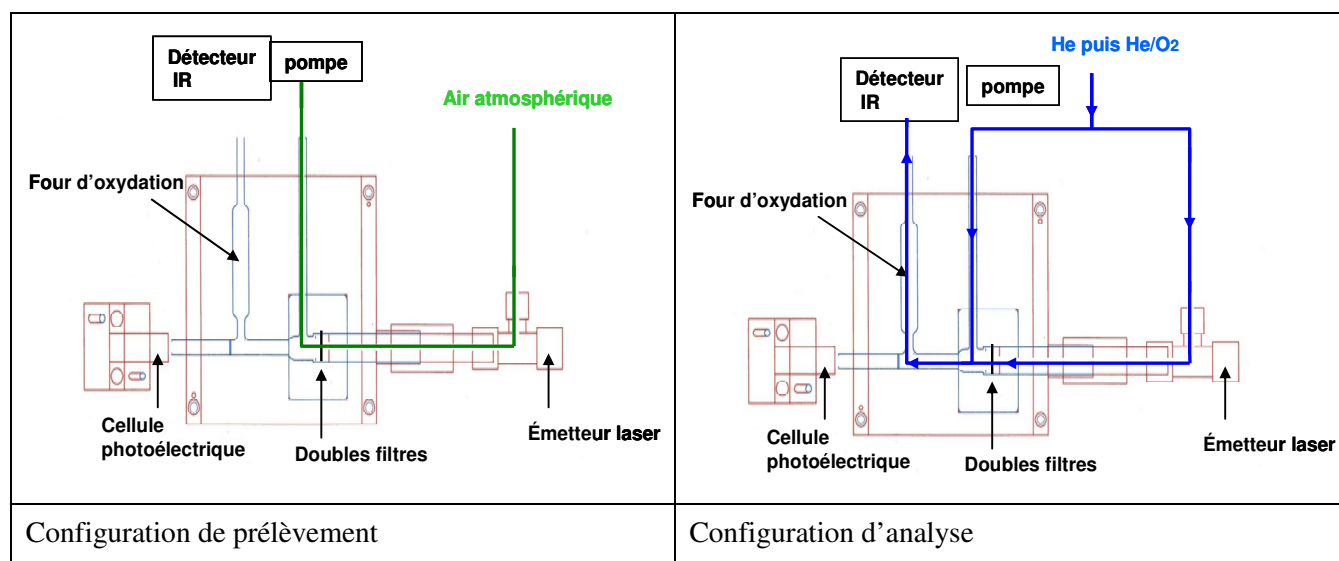 Détecteur
IR
pompe
Air atmosphérique
Four d'oxydation
Cellule
photoélectrique
Doubles filtres
Émetteur laser
Configuration de prélèvement
He puis He/O2
Détecteur
IR
pompe
Four d'oxydation
Cellule
photoélectrique
Doubles filtres
Émetteur laser
Configuration d'analyse